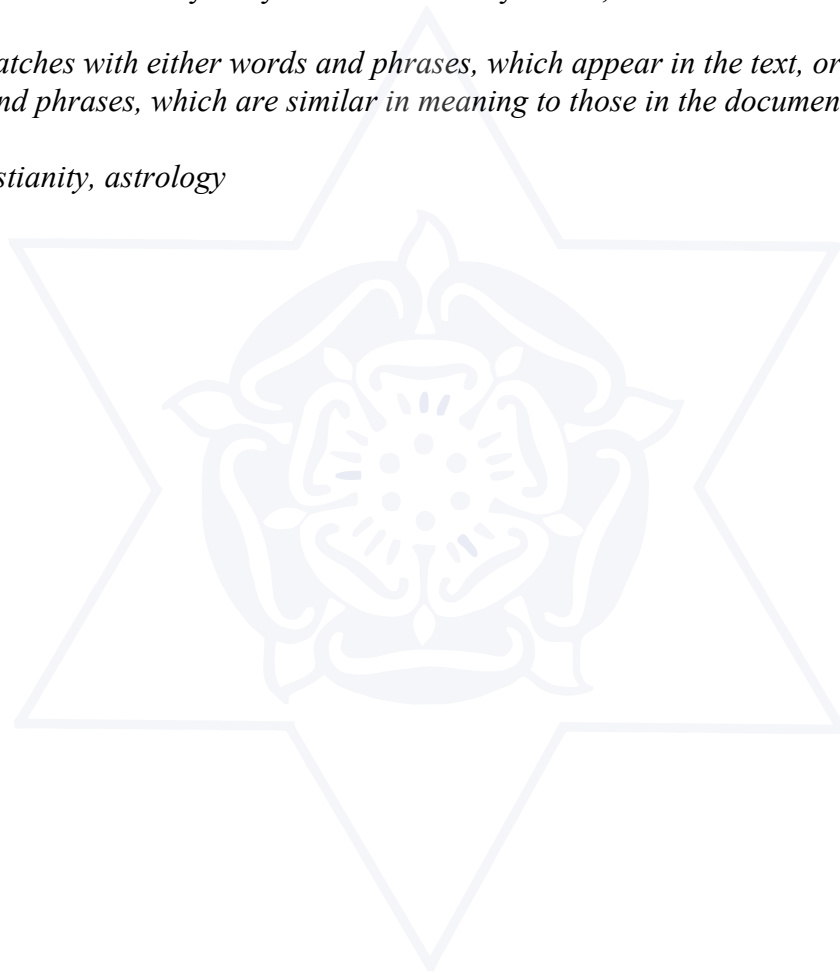 atches with either words and phrases, which appear in the text, or
nd phrases, which are similar in meaning to those in the documen
stianity, astrology